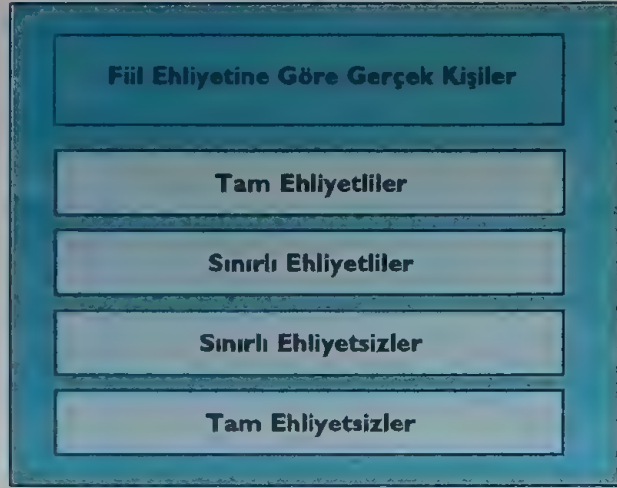 Fiil Ehliyetine Göre Gerçek Kişiler
Tam Ehliyetliler
Sınırlı Ehliyetliler
Sınırlı Ehliyetsizler
Tam Ehliyetsizler